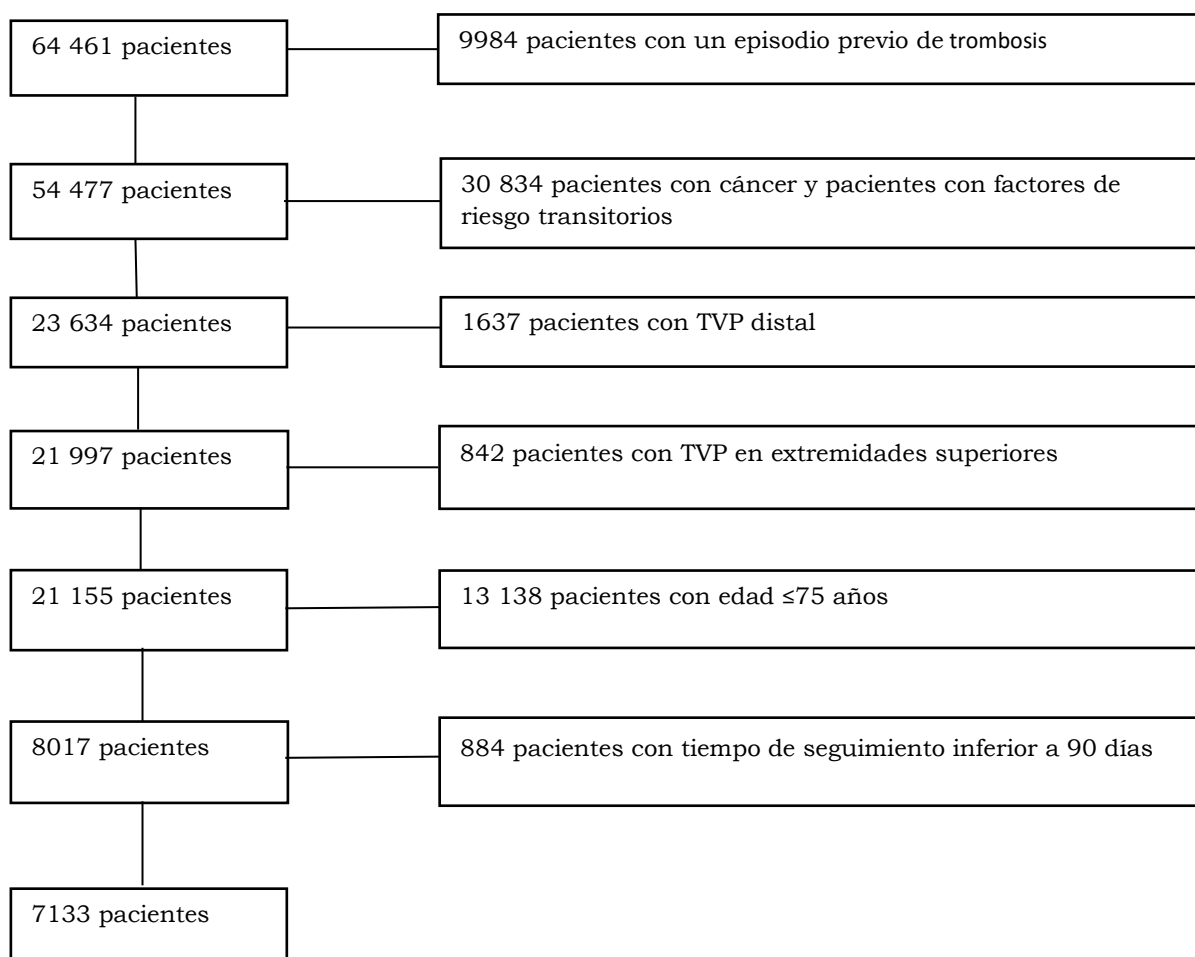 64 461 pacientes
9984 pacientes con un episodio previo de trombosis
54 477 pacientes
30 834 pacientes con cáncer y pacientes con factores de
riesgo transitorios
23 634 pacientes
1637 pacientes con TVP distal
21 997 pacientes
842 pacientes con TVP en extremidades superiores
21 155 pacientes
13 138 pacientes con edad ≤75 años
8017 pacientes
884 pacientes con tiempo de seguimiento inferior a 90 días
7133 pacientes